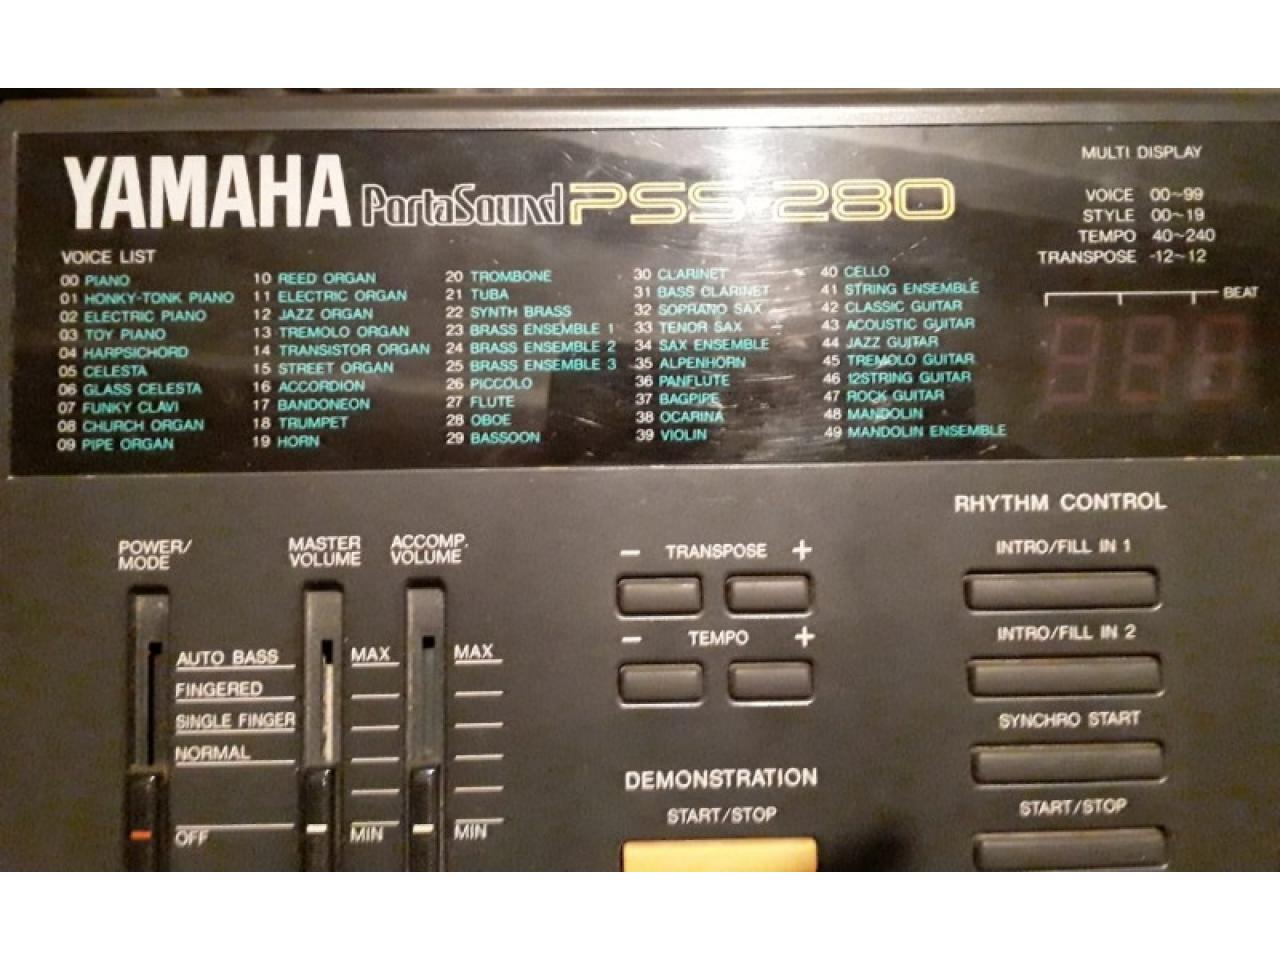 YAMAHA PortaSound PSS-280
VOICE LIST
00 PIANO
01 HONKY-TONK PIANO
02 ELECTRIC PIANO
03 TOY PIANO
04 HARPSICHORD
05 CELESTA
06 GLASS CELESTA
07 FUNKY CLAVI
08 CHURCH ORGAN
09 PIPE ORGAN
10 REED ORGAN
11 ELECTRIC ORGAN
12 JAZZ ORGAN
13 TREMOLO ORGAN
14 TRANSISTOR ORGAN
15 STREET ORGAN
16 ACCORDION
17 BANDONEON
18 TRUMPET
19 HORN
20 TROMBONE
21 TUBA
22 SYNTH BRASS
23 BRASS ENSEMBLE 1
24 BRASS ENSEMBLE 2
25 BRASS ENSEMBLE 3
26 PICCOLO
27 FLUTE
28 OBOE
29 BASSOON
30 CLARINET
31 BASS CLARINET
32 SOPRANO SAX
33 TENOR SAX
34 SAX ENSEMBLE
35 ALPENHORN
36 PANFLUTE
37 BAGPIPE
38 OCARINA
39 VIOLIN
40 CELLO
41 STRING ENSEMBLE
42 CLASSIC GUITAR
43 ACOUSTIC GUITAR
44 JAZZ GUITAR
45 TREMOLO GUITAR
46 12STRING GUITAR
47 ROCK GUITAR
48 MANDOLIN
49 MANDOLIN ENSEMBLE
MULTI DISPLAY
VOICE 00~99
STYLE 00~19
TEMPO 40~240
TRANSPOSE -12~12
BEAT
POWER/
MODE
AUTO BASS
FINGERED
SINGLE FINGER
NORMAL
OFF
MASTER
VOLUME
MAX
MIN
ACCOMP.
VOLUME
MAX
MIN
− TRANSPOSE +
− TEMPO +
DEMONSTRATION
START/STOP
RHYTHM CONTROL
INTRO/FILL IN 1
INTRO/FILL IN 2
SYNCHRO START
START/STOP